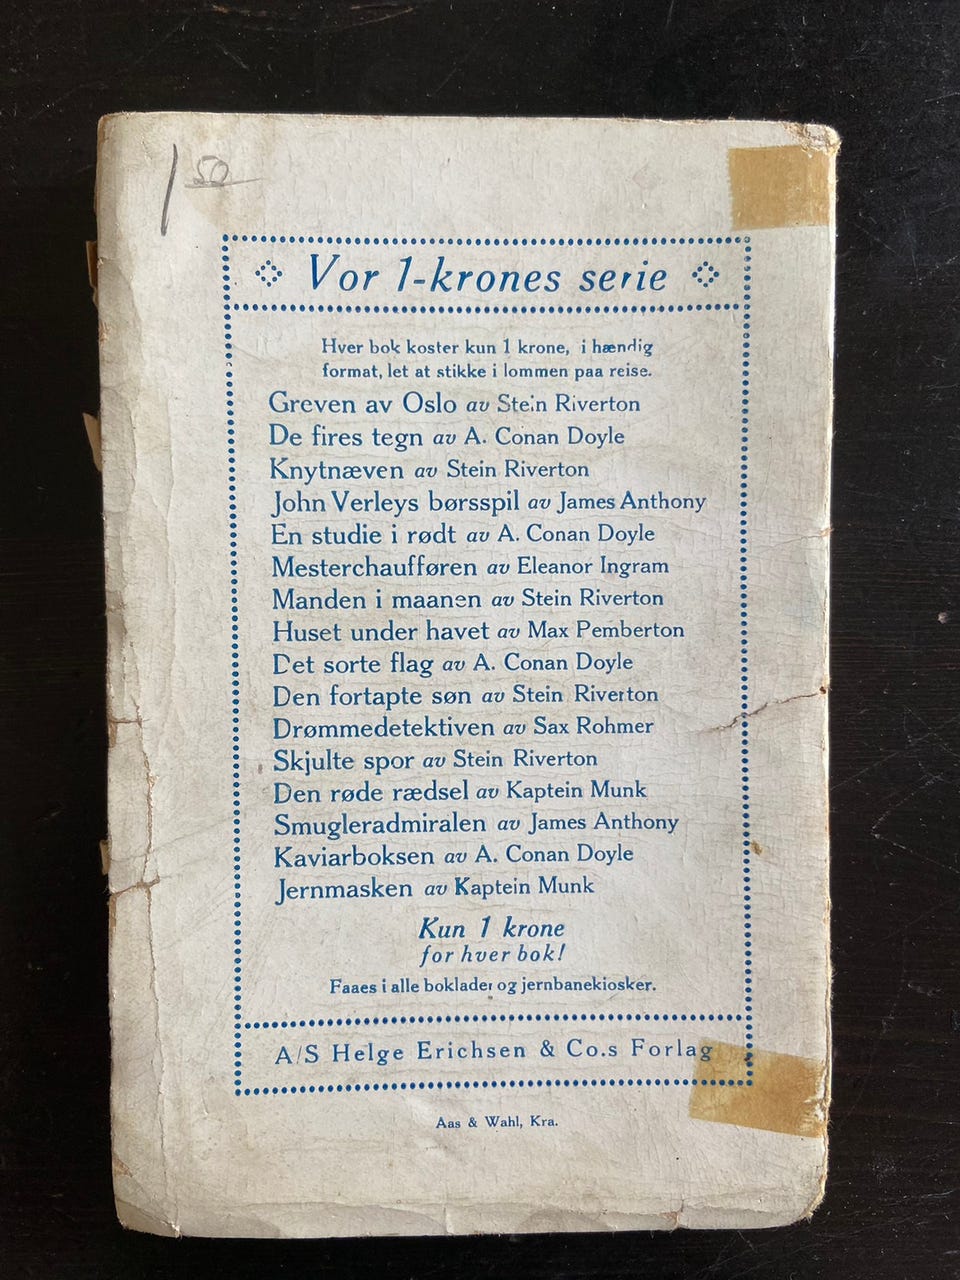 1 50
Vor 1-krones serie
Hver bok koster kun 1 krone, i hændig
format, let at stikke i lommen paa reise.
Greven av Oslo av Stein Riverton
De fires tegn av A. Conan Doyle
Knytnæven av Stein Riverton
John Verleys børsspil av James Anthony
En studie i rødt av A. Conan Doyle
Mesterchaufføren av Eleanor Ingram
Manden i maanen av Stein Riverton
Huset under havet av Max Pemberton
Det sorte flag av A. Conan Doyle
Den fortapte søn av Stein Riverton
Drømmedetektiven av Sax Rohmer
Skjulte spor av Stein Riverton
Den røde rædsel av Kaptein Munk
Smugleradmiralen av James Anthony
Kaviarboksen av A. Conan Doyle
Jernmasken av Kaptein Munk
Kun 1 krone
for hver bok!
Faaes i alle boklader og jernbanekiosker.
A/S Helge Erichsen & Co.s Forlag
Aas & Wahl, Kra.